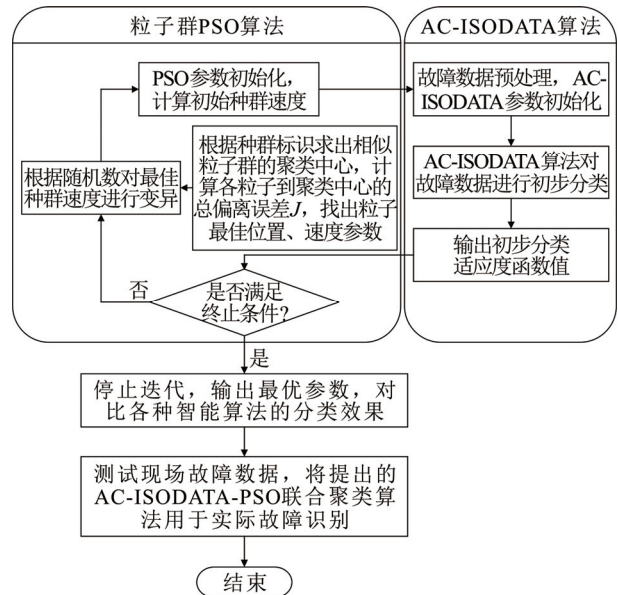 粒子群PSO算法
AC-ISODATA算法
PSO参数初始化，
计算初始种群速度
故障数据预处理，AC-
ISODATA参数初始化
根据种群标识求出相似
粒子群的聚类中心，计
算各粒子到聚类中心的
总偏离误差J，找出粒子
最佳位置、速度参数
根据随机数对最佳
种群速度进行变异
AC-ISODATA算法对
故障数据进行初步分类
输出初步分类
适应度函数值
否
是否满足
终止条件?
是
停止迭代，输出最优参数，对
比各种智能算法的分类效果
测试现场故障数据，将提出的
AC-ISODATA-PSO联合聚类算
法用于实际故障识别
结束